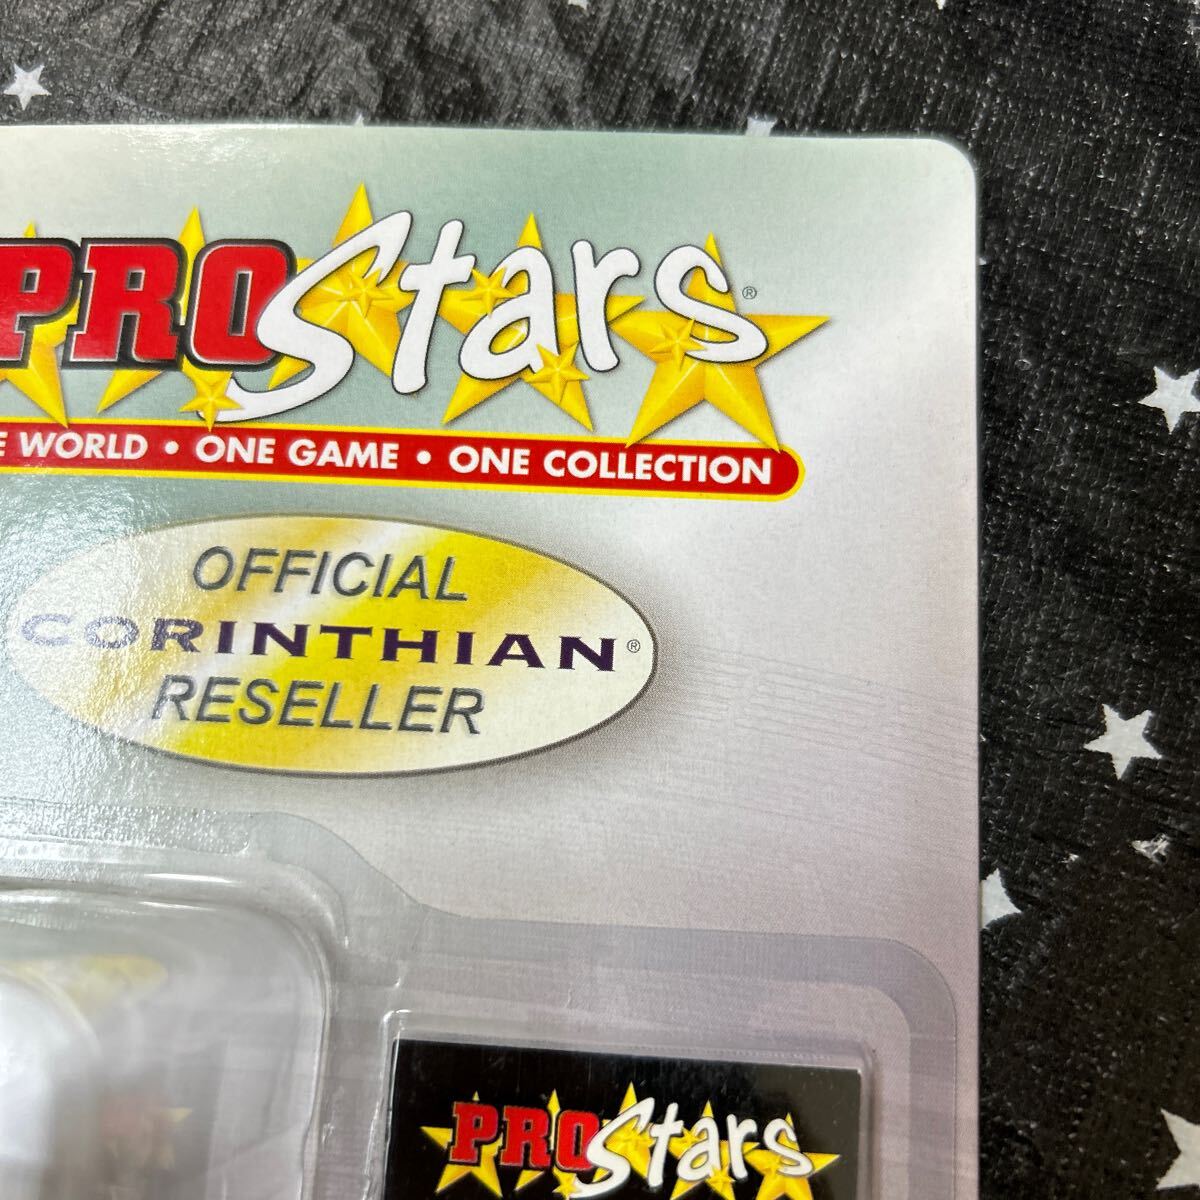 PROStars®
WORLD • ONE GAME • ONE COLLECTION
OFFICIAL
CORINTHIAN®
RESELLER
PROStars